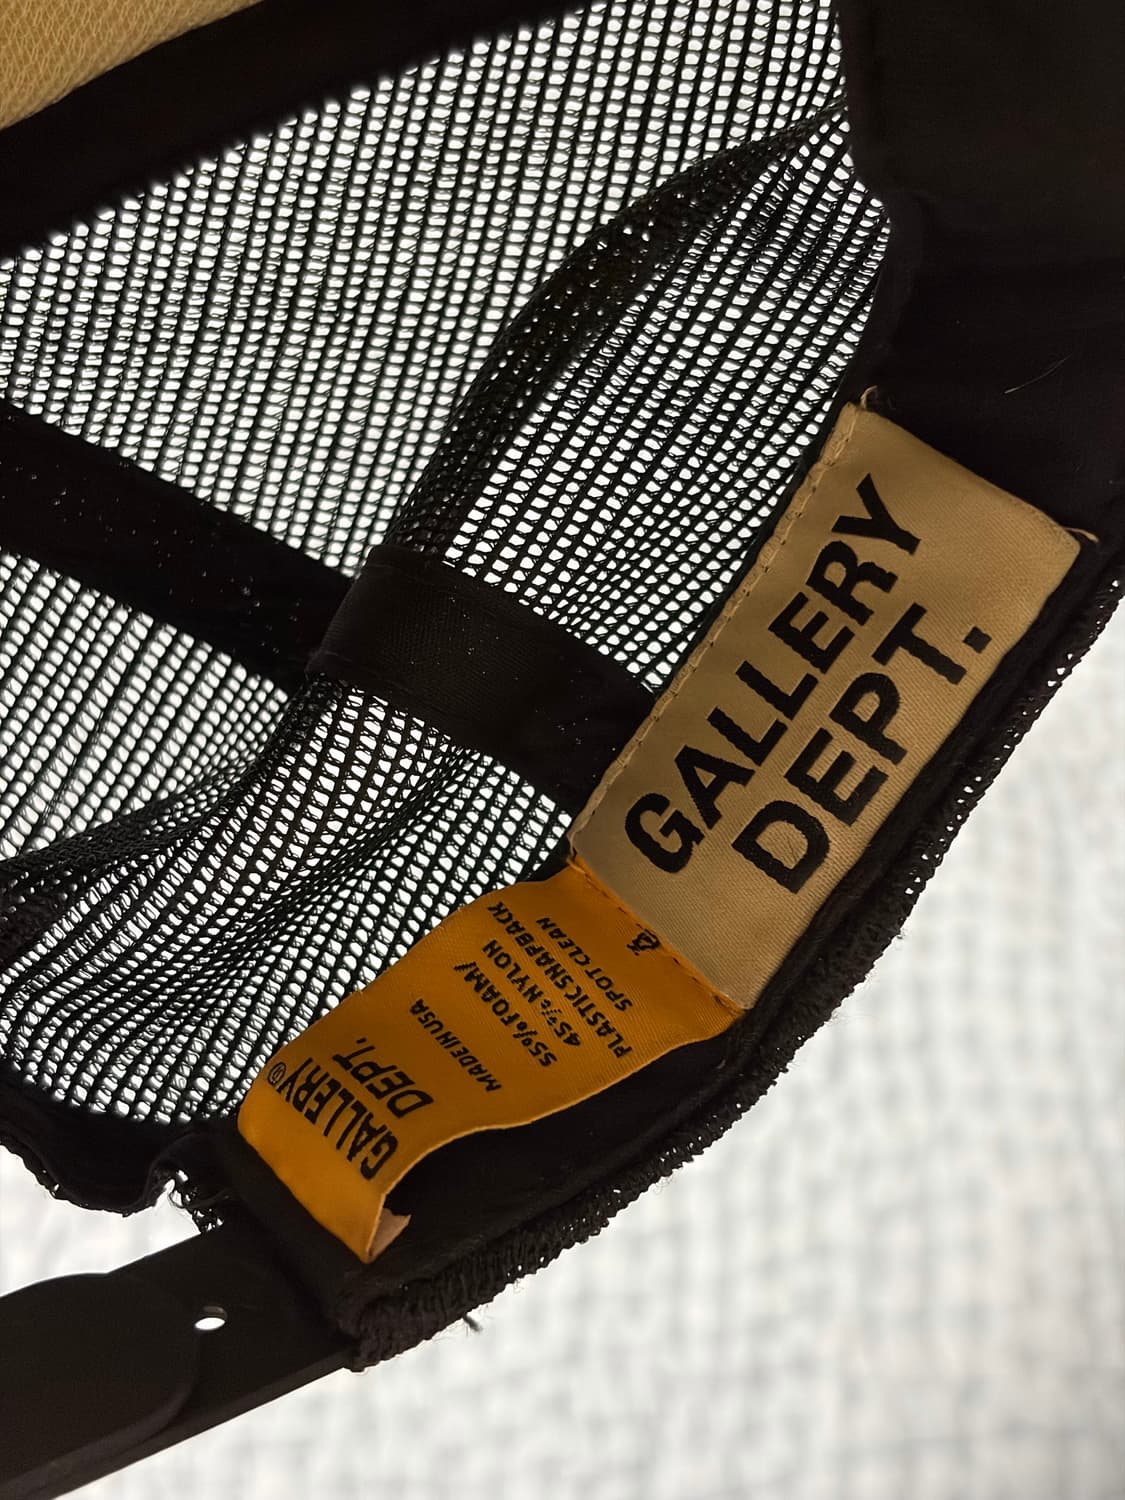 GALLERY
DEPT.
GALLERY®
DEPT.
MADE IN USA
55% FOAM/
45% NYLON
PLASTIC SNAPBACK
SPOT CLEAN